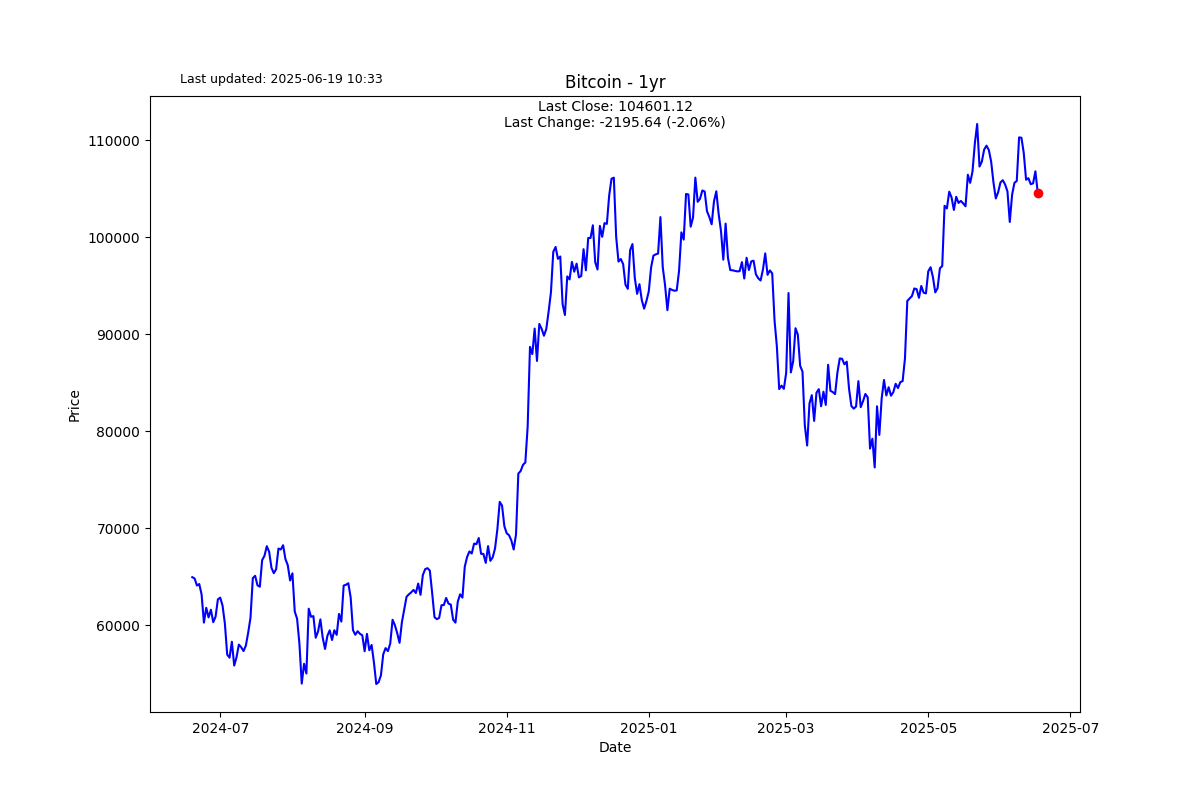 Last updated: 2025-06-19 10:33
Bitcoin - 1yr
Last Close: 104601.12
Last Change: -2195.64 (-2.06%)
110000
100000
90000
80000
70000
60000
Price
2024-07
2024-09
2024-11
2025-01
2025-03
2025-05
2025-07
Date